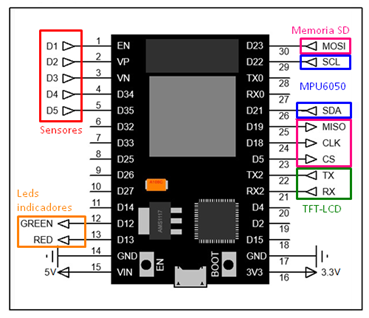 Memoria SD
D1 1 EN D23 30 MOSI
D2 2 VP D22 29 SCL
D3 3 VN TX0 28
D4 4 D34 RX0 27 MPU6050
D5 5 D35 D21 26 SDA
Sensores 6 D32 D19 25 MISO
7 D33 D18 24 CLK
8 D25 D5 23 CS
9 D26 TX2 22 TX
10 D27 RX2 21 RX
Leds
indicadores
11 D14 D4 20 TFT-LCD
GREEN 12 D12 D2 19
RED 13 D13 D15 18
14 GND GND 17
5V 15 VIN 3V3 16 3.3V
AMS1117
EN
BOOT